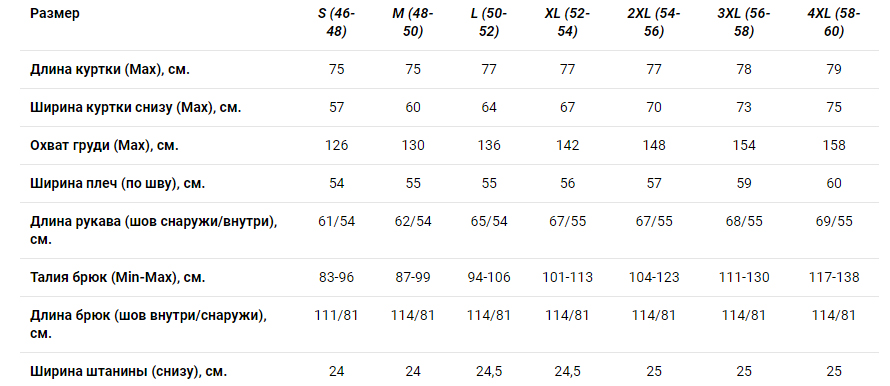 Размер S (46- M (48- L (50- XL (52- 2XL (54- 3XL (56- 4XL (58-
48) 50) 52) 54) 56) 58) 60)
Длина куртки (Max), см. 75 75 77 77 77 78 79
Ширина куртки снизу (Max), см. 57 60 64 67 70 73 75
Охват груди (Max), см. 126 130 136 142 148 154 158
Ширина плеч (по шву), см. 54 55 55 56 57 59 60
Длина рукава (шов снаружи/внутри), 61/54 62/54 65/54 67/55 67/55 68/55 69/55
см.
Талия брюк (Min-Max), см. 83-96 87-99 94-106 101-113 104-123 111-130 117-138
Длина брюк (шов внутри/снаружи), 111/81 114/81 114/81 114/81 114/81 114/81 114/81
см.
Ширина штанины (снизу), см. 24 24 24,5 24,5 25 25 25